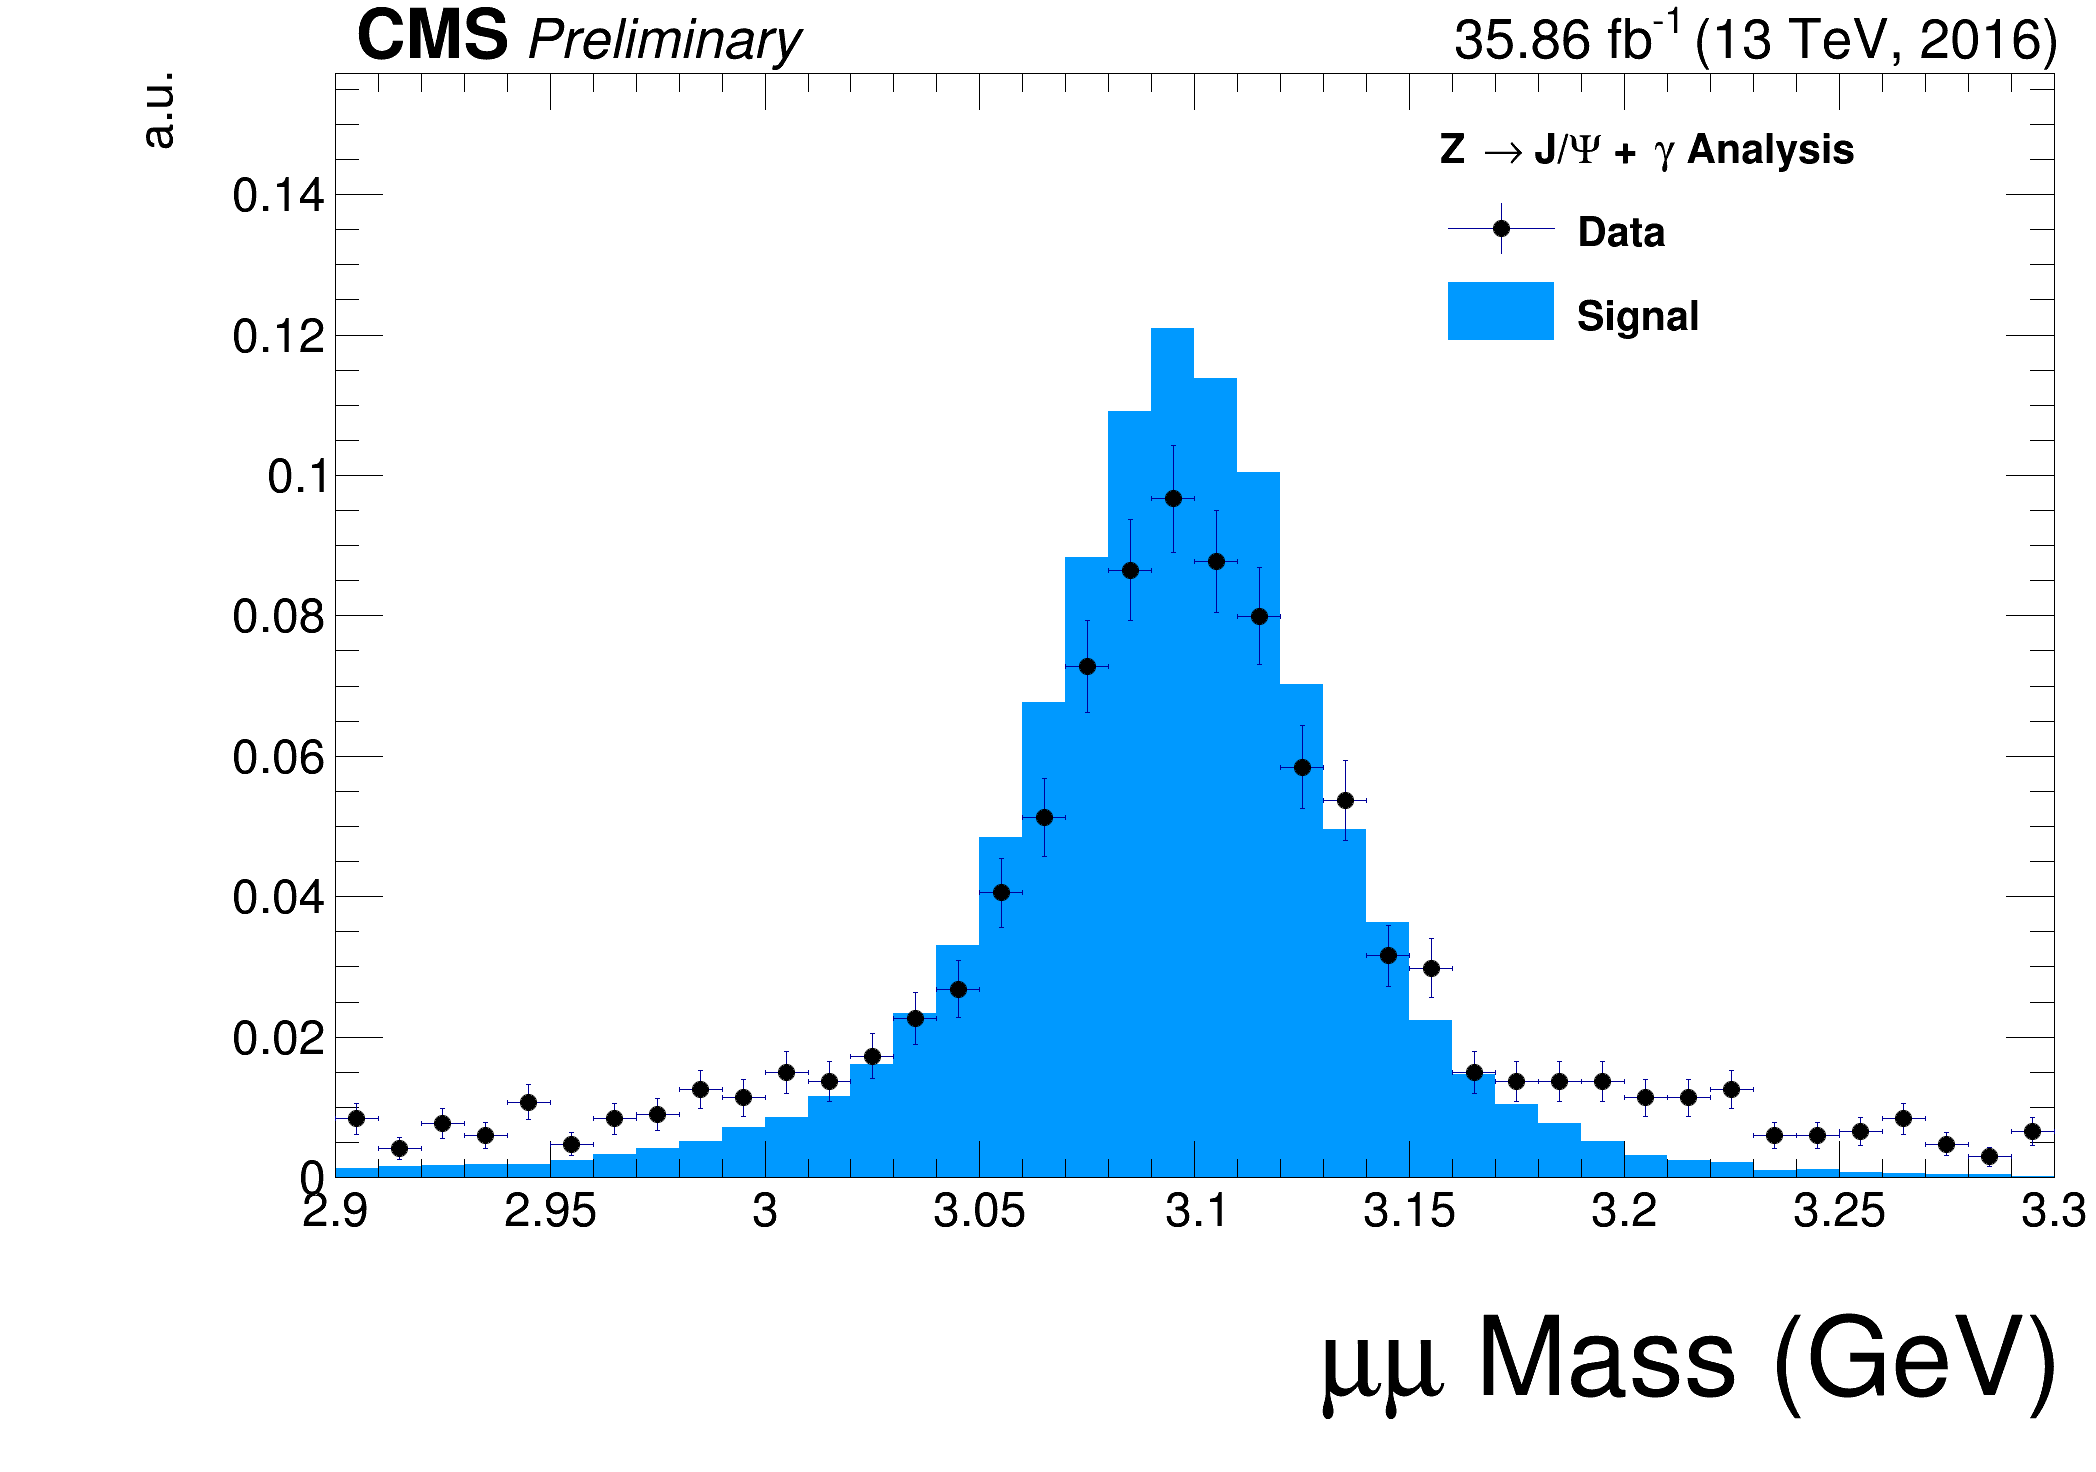 CMS Preliminary 35.86 fb⁻¹ (13 TeV, 2016)
a.u.
Z → J/Ψ + γ Analysis
Data
Signal
0.14
0.12
0.1
0.08
0.06
0.04
0.02
0
2.9 2.95 3 3.05 3.1 3.15 3.2 3.25 3.3
μμ Mass (GeV)